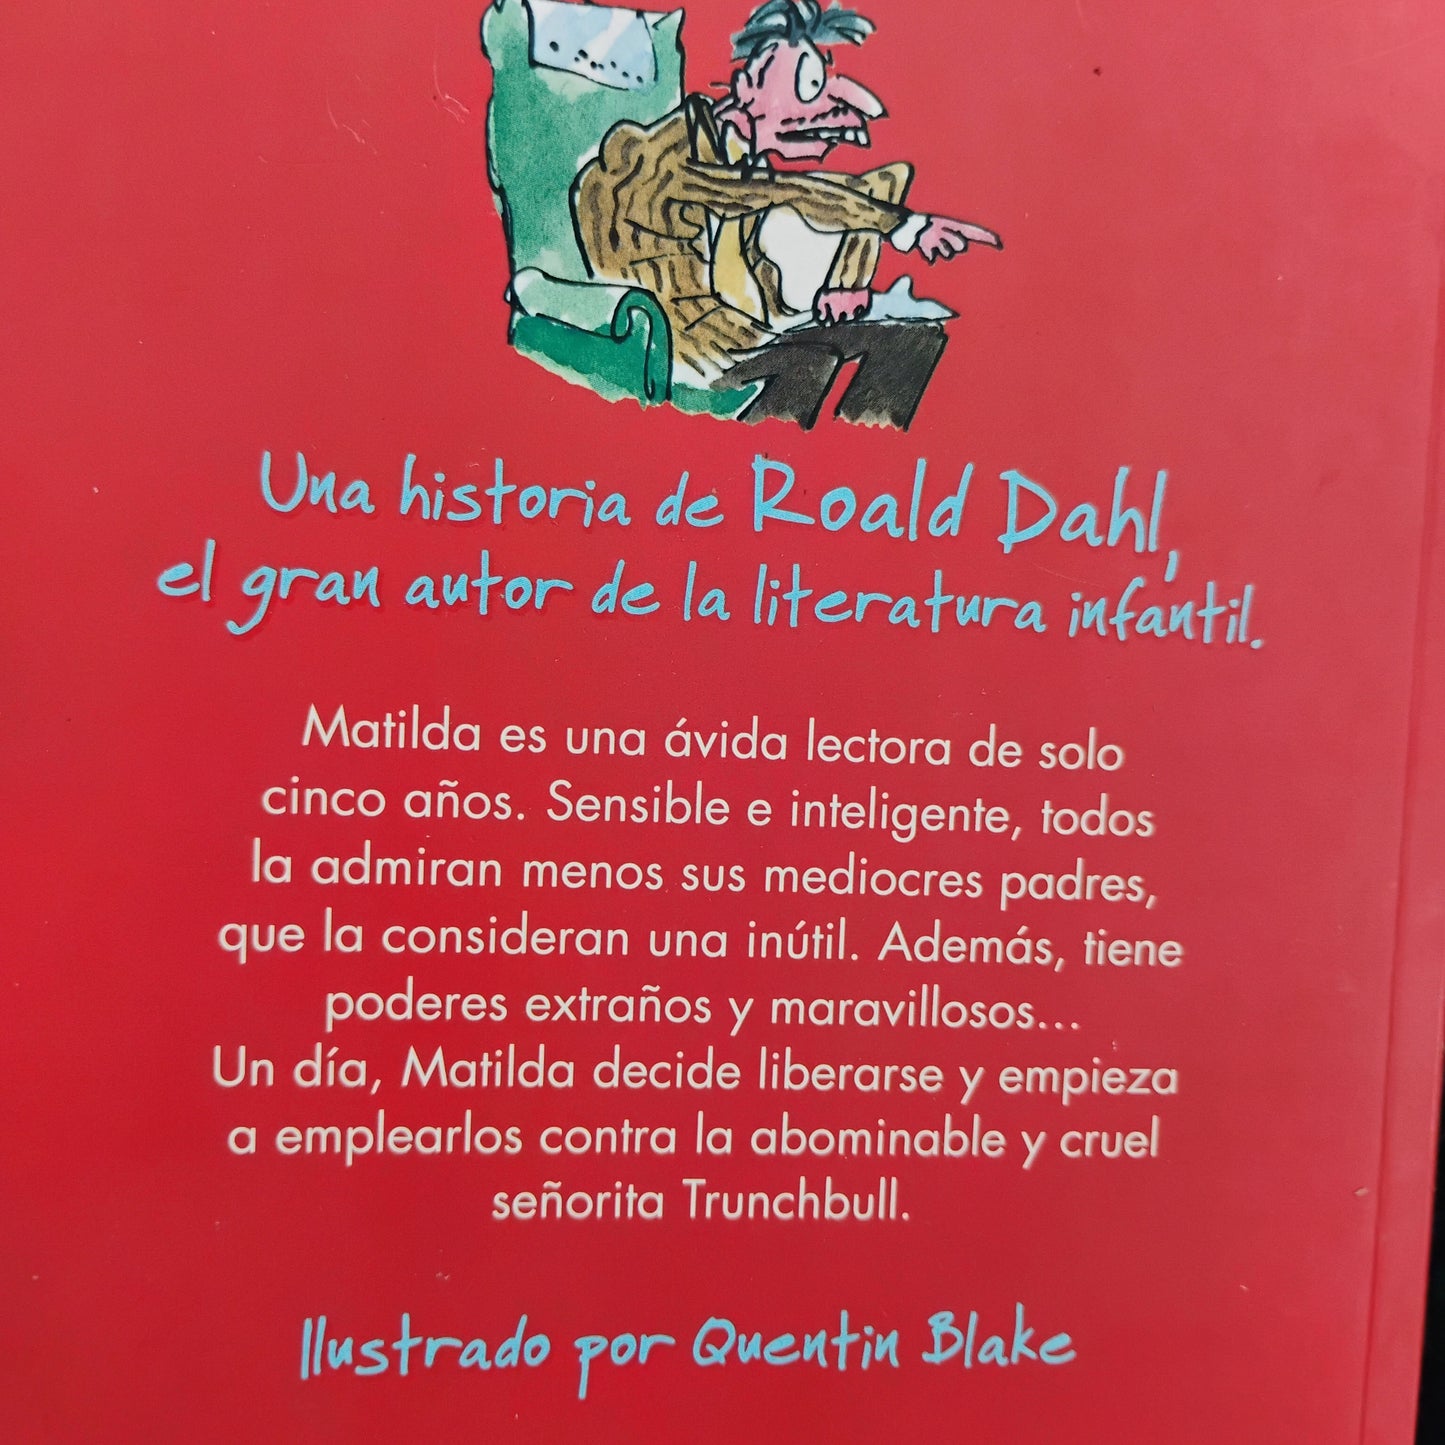 Una historia de Roald Dahl,
el gran autor de la literatura infantil.
Matilda es una ávida lectora de solo
cinco años. Sensible e inteligente, todos
la admiran menos sus mediocres padres,
que la consideran una inútil. Además, tiene
poderes extraños y maravillosos...
Un día, Matilda decide liberarse y empieza
a emplearlos contra la abominable y cruel
señorita Trunchbull.
Ilustrado por Quentin Blake